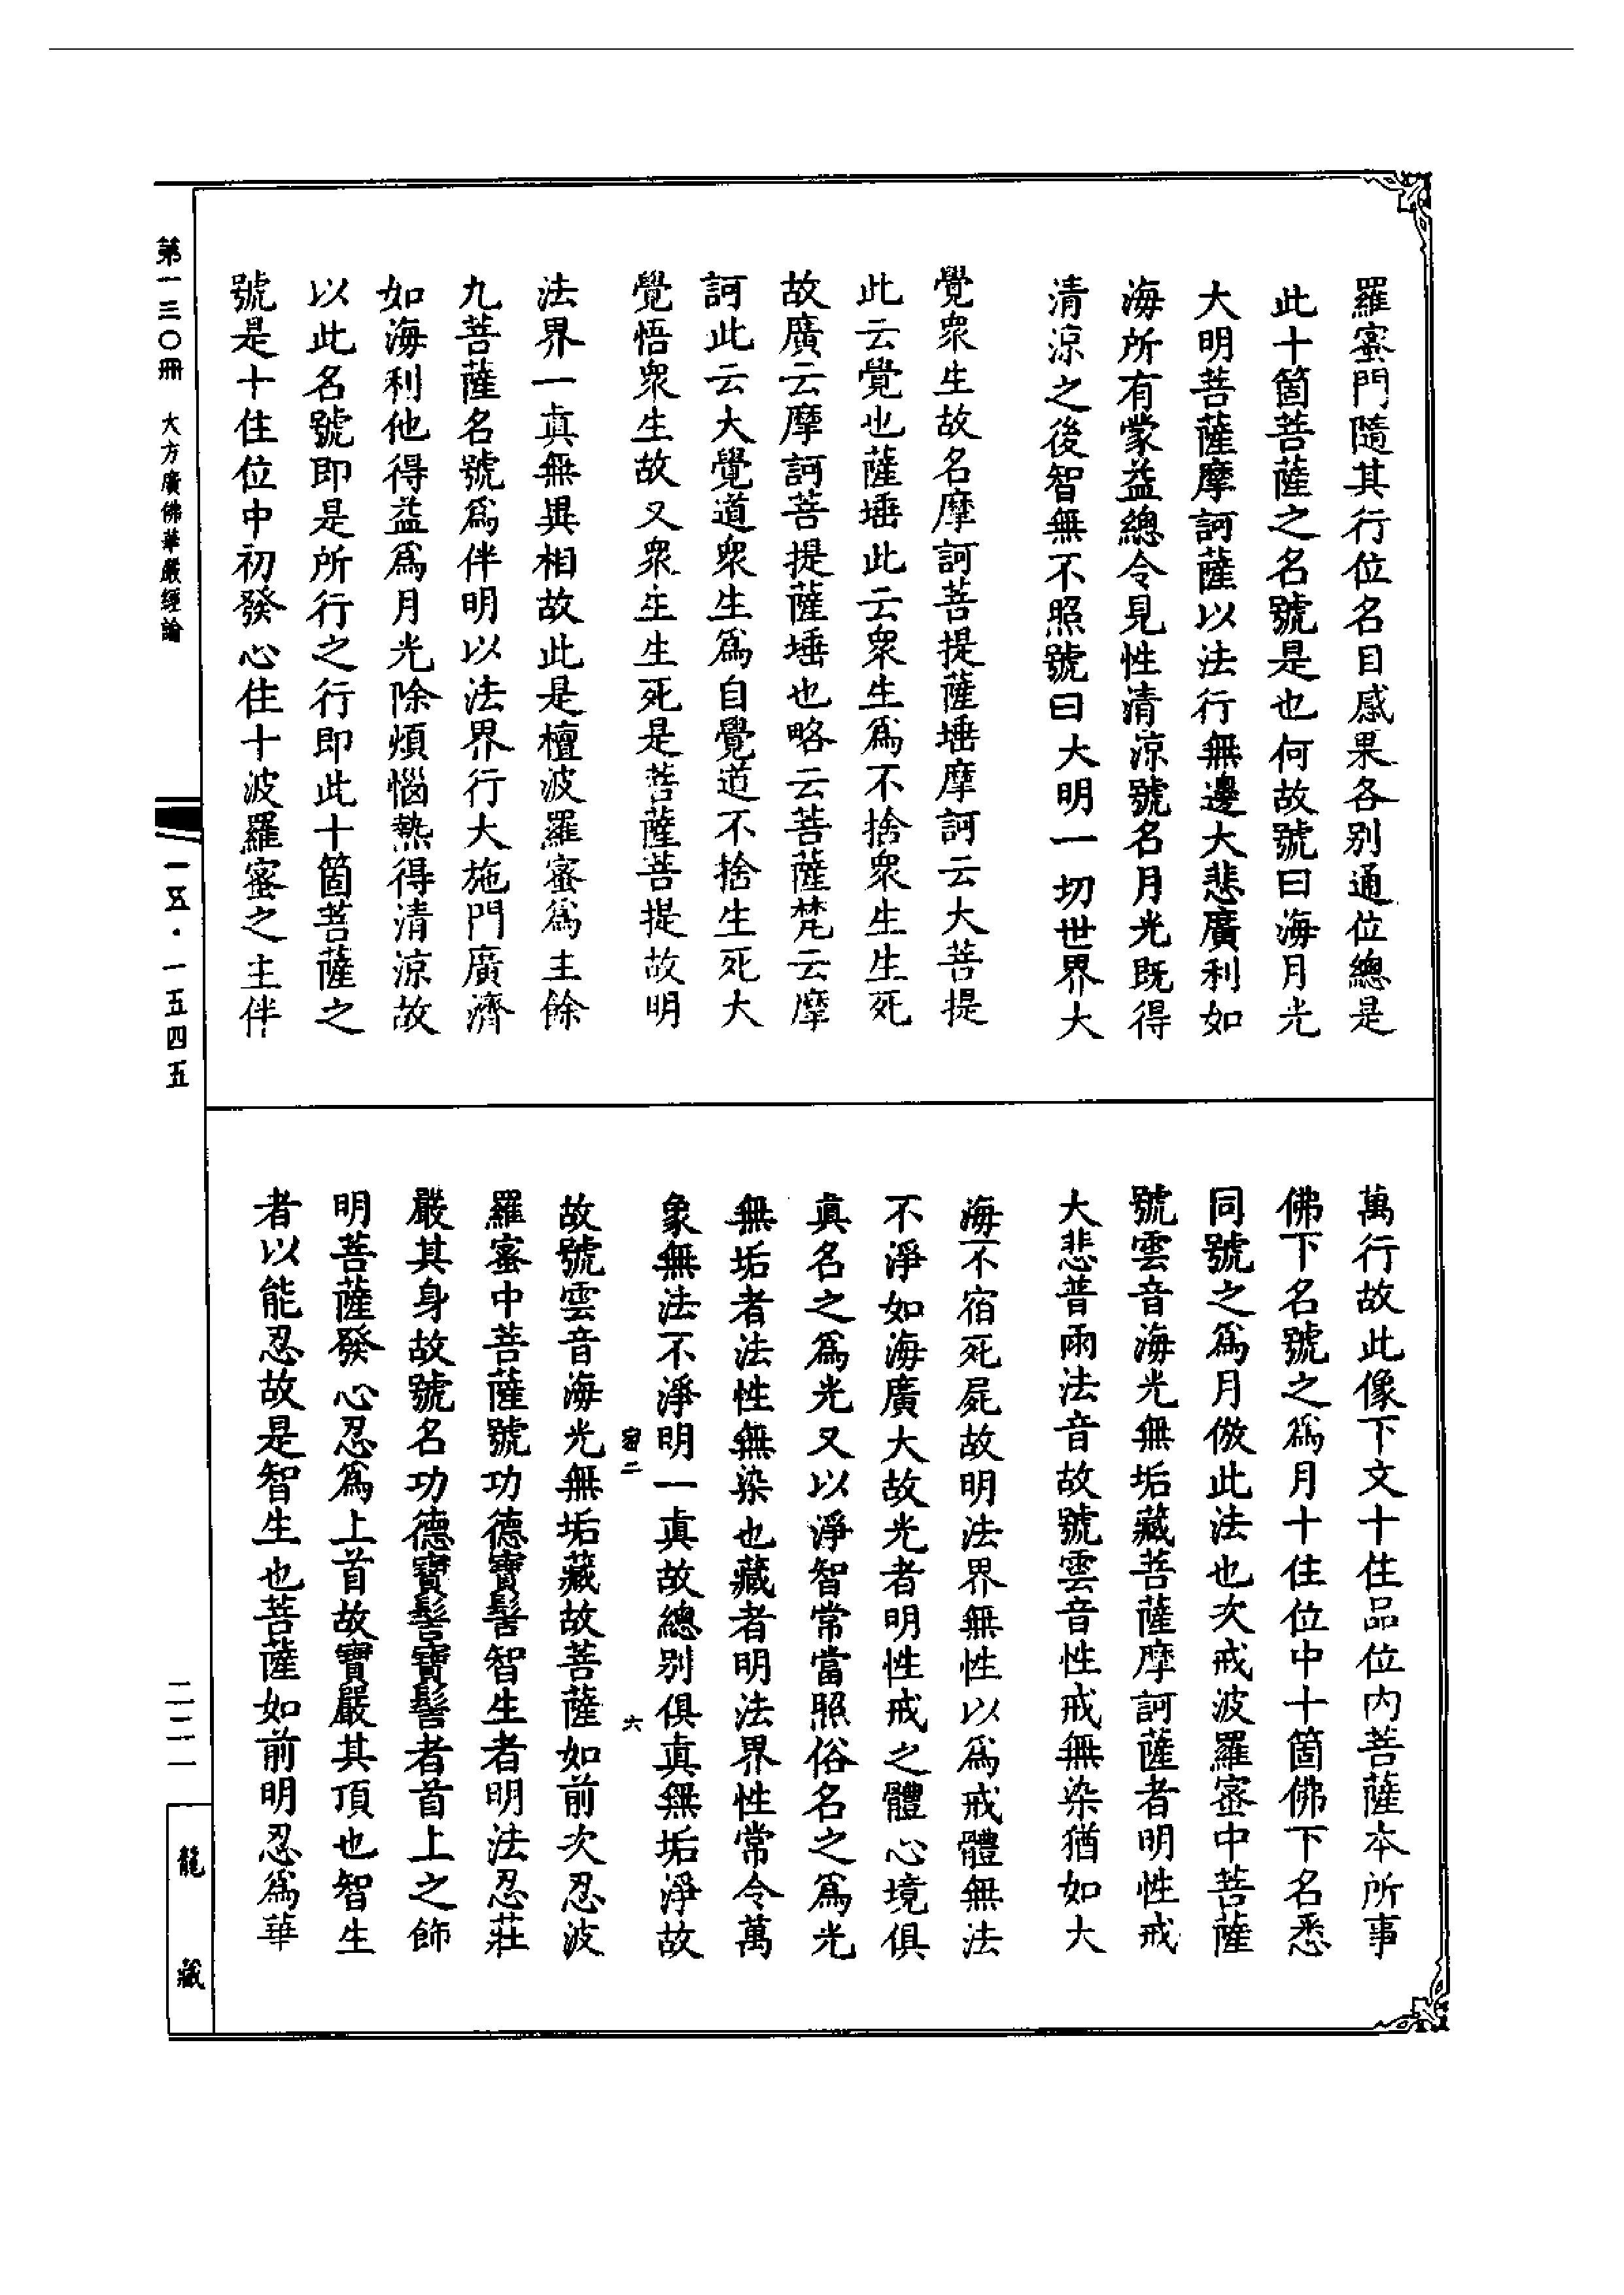 羅蜜門隨其行位名目感果各別通位總是
此十箇菩薩之名號是也何故號曰海月光
大明菩薩摩訶薩以法行無邊大悲廣利如
海所有蒙益總令見性清涼號名月光既得
清涼之後智無不照號曰大明一切世界大
覺衆生故名摩訶菩提薩埵摩訶云大菩提
此云覺也薩埵此云衆生爲不捨衆生生死
故廣云摩訶菩提薩埵也略云菩薩梵云摩
訶此云大覺道衆生爲自覺道不捨生死大
覺悟衆生故又衆生生死是菩薩菩提故明
法界一眞無異相故此是檀波羅蜜爲主餘
九菩薩名號爲伴明以法界行大施門廣濟
如海利他得益爲月光除煩惱熱得清涼故
以此名號即是所行之行即此十箇菩薩之
號是十住位中初發心住十波羅蜜之主伴
萬行故此像下文十住品位内菩薩本所事
佛下名號之爲月十住位中十箇佛下名悉
同號之爲月倣此法也次戒波羅蜜中菩薩
號雲音海光無垢藏菩薩摩訶薩者明性戒
大悲普雨法音故號雲音性戒無染猶如大
海不宿死屍故明法界無性以爲戒體無法
不淨如海廣大故光者明性戒之體心境俱
眞名之爲光又以淨智常當照俗名之爲光
無垢者法性無染也藏者明法界性常令萬
象無法不淨明一眞故總別俱眞無垢淨故
密二 六
故號雲音海光無垢藏故菩薩如前次忍波
羅蜜中菩薩號功德寶髻智生者明法忍莊
嚴其身故號名功德寶髻寶髻者首上之飾
明菩薩發心忍爲上首故寶嚴其頂也智生
者以能忍故是智生也菩薩如前明忍爲華
第一三〇冊 大方廣佛華嚴經論
一五·一五四五
二二一
龍藏